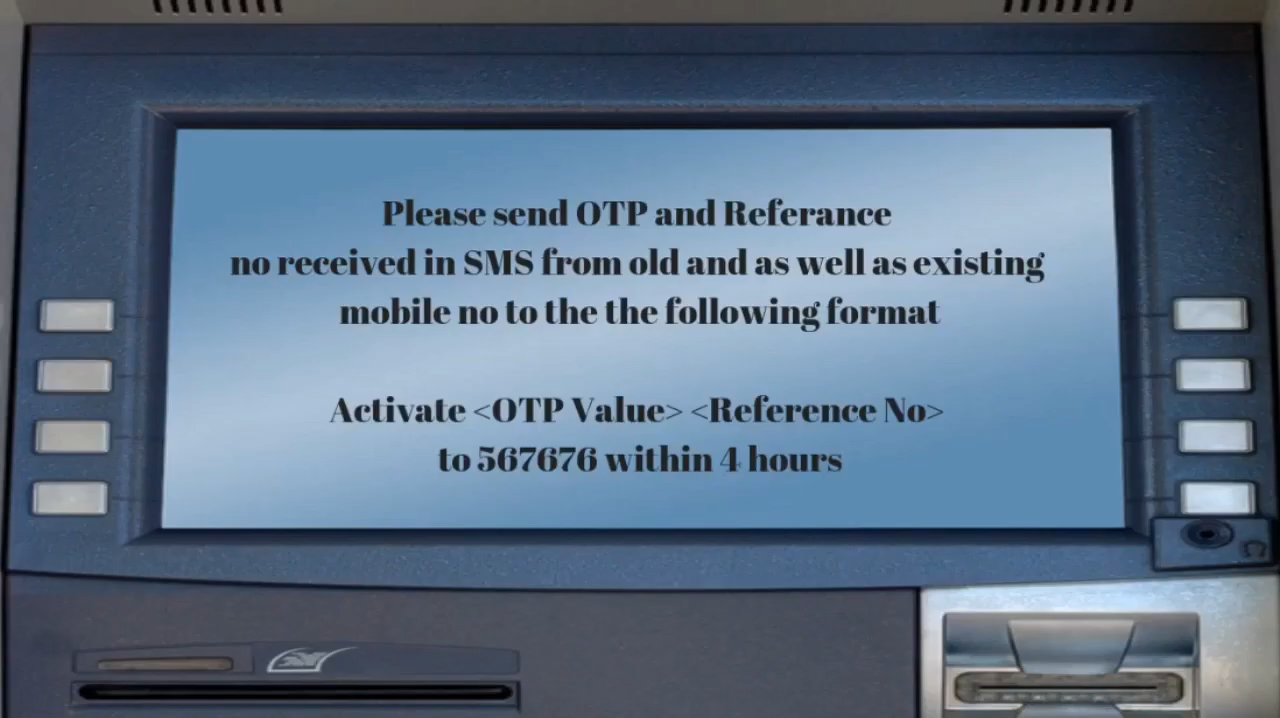 Please send OTP and Referance
no received in SMS from old and as well as existing
mobile no to the the following format
Activate <OTP Value> <Reference No>
to 567676 within 4 hours